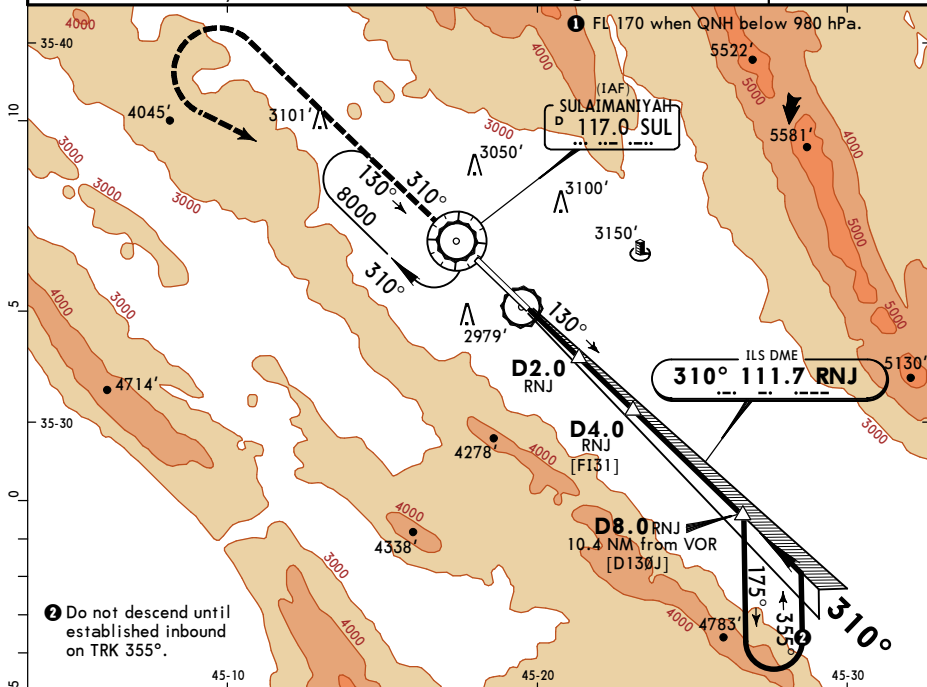 ❶ FL 170 when QNH below 980 hPa.
4000
35-40
5522'
(IAF)
SULAIMANIYAH
D 117.0 SUL
5000
10
4045'
3101'
3000
3050'
5581'
4000
3000
3000
3000
130°
310°
8000
310°
3100'
3150'
5000
5
4000
3000
2979'
130°
D2.0
RNJ
ILS DME
310° 111.7 RNJ
5130'
4714'
3000
35-30
D4.0
RNJ
[FI31]
4278'
4000
0
4000
4338'
D8.0 RNJ
10.4 NM from VOR
[D130J]
3000
175°
355°
❷
310°
❷ Do not descend until
established inbound
on TRK 355°.
4000
4000
4783'
5
45-10
45-20
45-30